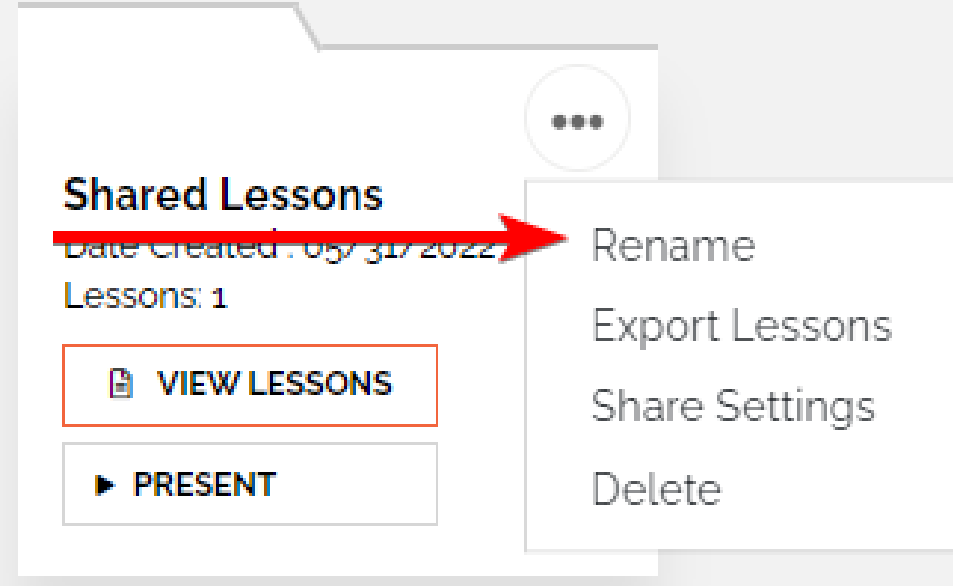 Shared Lessons
Date Created : 05/31/2022
Lessons: 1
VIEW LESSONS
PRESENT
Rename
Export Lessons
Share Settings
Delete